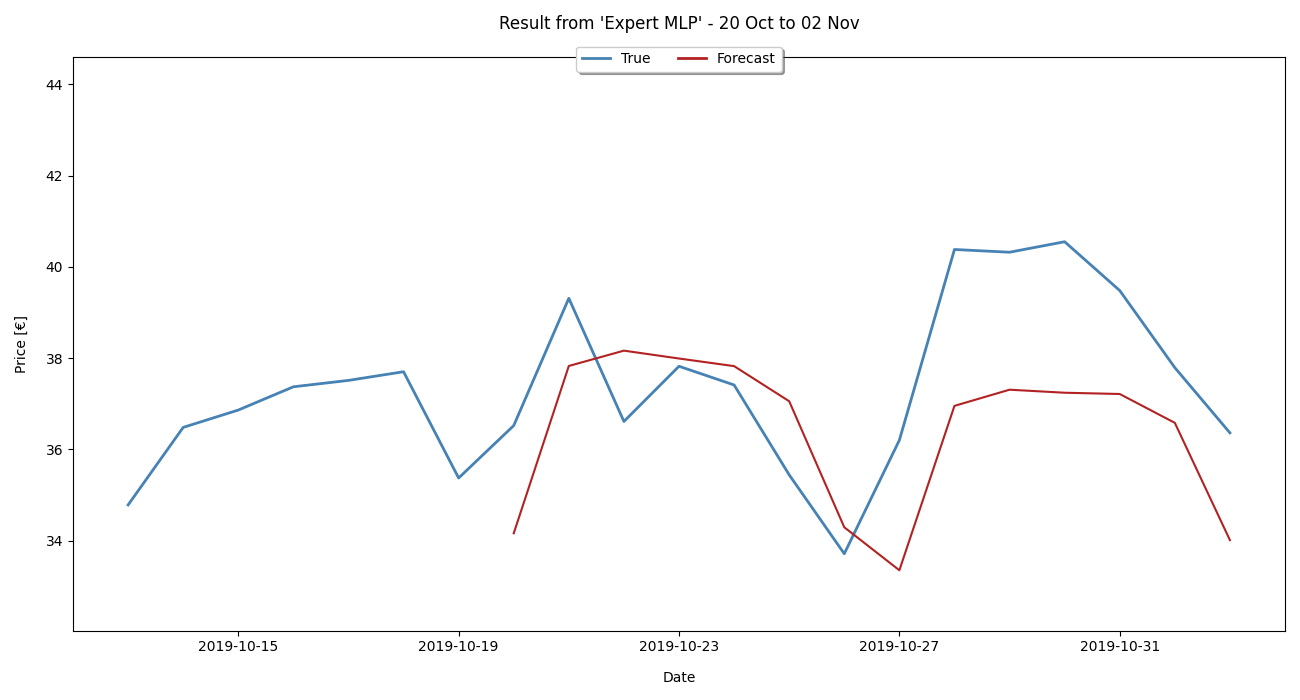 Result from 'Expert MLP' - 20 Oct to 02 Nov
True Forecast
44
42
40
38
36
34
Price [€]
2019-10-15 2019-10-19 2019-10-23 2019-10-27 2019-10-31
Date